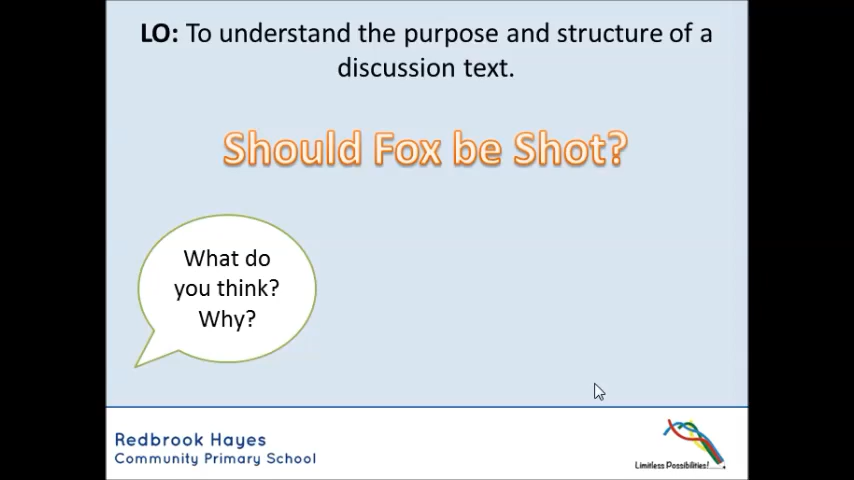 LO: To understand the purpose and structure of a
discussion text.
Should Fox be Shot?
What do
you think?
Why?
Redbrook Hayes
Community Primary School
Limitless Possibilities!